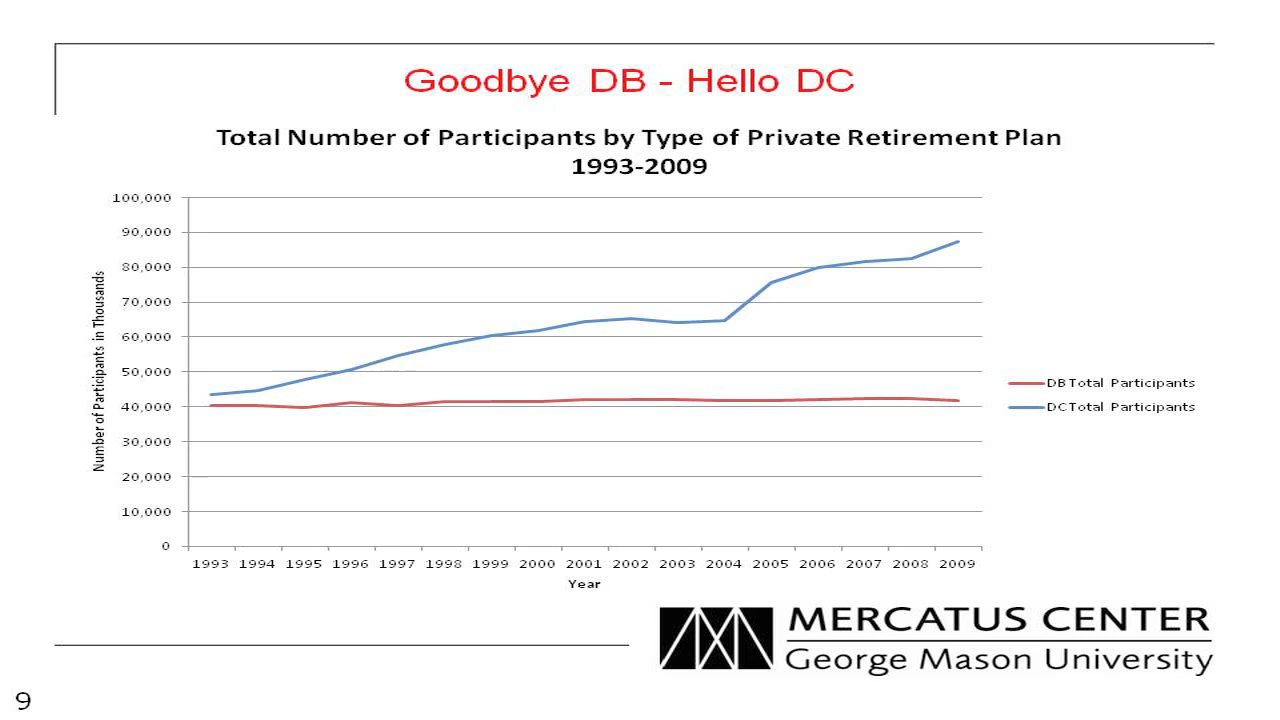 Goodbye DB - Hello DC
Total Number of Participants by Type of Private Retirement Plan
1993-2009
100,000
90,000
80,000
70,000
60,000
50,000
40,000
30,000
20,000
10,000
0
Number of Participants in Thousands
1993 1994 1995 1996 1997 1998 1999 2000 2001 2002 2003 2004 2005 2006 2007 2008 2009
Year
DB Total Participants
DC Total Participants
MERCATUS CENTER
George Mason University
9